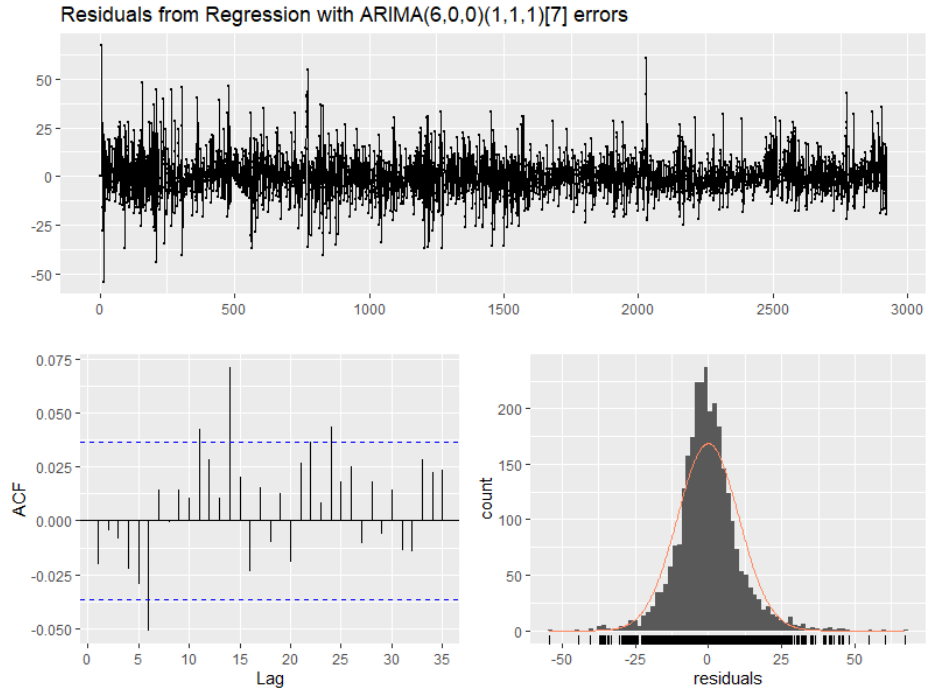 Residuals from Regression with ARIMA(6,0,0)(1,1,1)[7] errors
50
25
0
-25
-50
0 500 1000 1500 2000 2500 3000
0.075
0.050
0.025
0.000
-0.025
-0.050
ACF
0 5 10 15 20 25 30 35
Lag
200
150
100
50
0
count
-50 -25 0 25 50
residuals